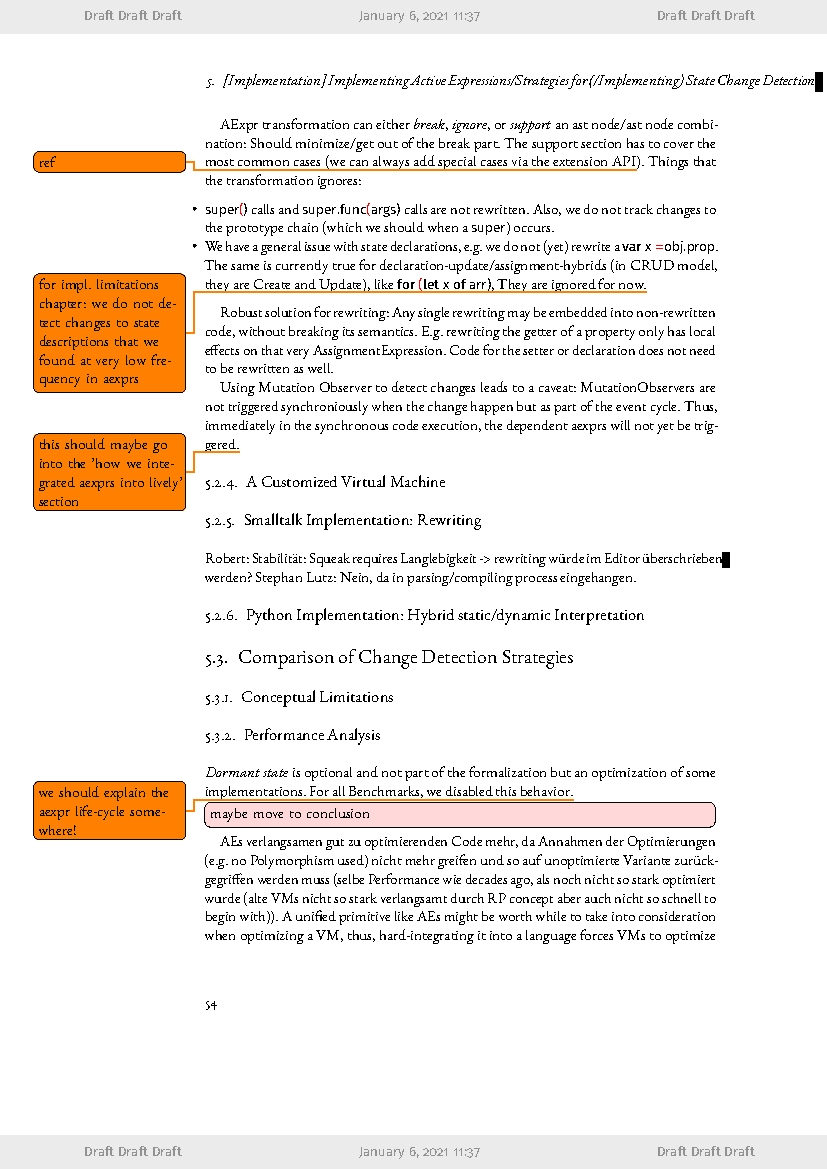 Draft Draft Draft January 6, 2021 11:37 Draft Draft Draft
5. [Implementation] Implementing Active Expressions/Strategies for(/Implementing) State Change Detection
AExpr transformation can either break, ignore, or support an ast node/ast node combi-
nation: Should minimize/get out of the break part. The support section has to cover the
ref
most common cases (we can always add special cases via the extension API). Things that
the transformation ignores:
• super() calls and super.func(args) calls are not rewritten. Also, we do not track changes to
the prototype chain (which we should when a super) occurs.
• We have a general issue with state declarations, e.g. we do not (yet) rewrite a var x =obj.prop.
The same is currently true for declaration-update/assignment-hybrids (in CRUD model,
they are Create and Update), like for (let x of arr), They are ignored for now.
for impl. limitations
chapter: we do not de-
tect changes to state
descriptions that we
found at very low fre-
quency in aexprs
Robust solution for rewriting: Any single rewriting may be embedded into non-rewritten
code, without breaking its semantics. E.g. rewriting the getter of a property only has local
effects on that very AssignmentExpression. Code for the setter or declaration does not need
to be rewritten as well.
Using Mutation Observer to detect changes leads to a caveat: MutationObservers are
not triggered synchroniously when the change happen but as part of the event cycle. Thus,
immediately in the synchronous code execution, the dependent aexprs will not yet be trig-
gered.
this should maybe go
into the 'how we inte-
grated aexprs into lively'
section
5.2.4. A Customized Virtual Machine
5.2.5. Smalltalk Implementation: Rewriting
Robert: Stabilität: Squeak requires Langlebigkeit -> rewriting würde im Editor überschrieben
werden? Stephan Lutz: Nein, da in parsing/compiling process eingehangen.
5.2.6. Python Implementation: Hybrid static/dynamic Interpretation
5.3. Comparison of Change Detection Strategies
5.3.1. Conceptual Limitations
5.3.2. Performance Analysis
Dormant state is optional and not part of the formalization but an optimization of some
implementations. For all Benchmarks, we disabled this behavior.
we should explain the
aexpr life-cycle some-
where!
maybe move to conclusion
AEs verlangsamen gut zu optimierenden Code mehr, da Annahmen der Optimierungen
(e.g. no Polymorphism used) nicht mehr greifen und so auf unoptimierte Variante zurück-
gegriffen werden muss (selbe Performance wie decades ago, als noch nicht so stark optimiert
wurde (alte VMs nicht so stark verlangsamt durch RP concept aber auch nicht so schnell to
begin with)). A unified primitive like AEs might be worth while to take into consideration
when optimizing a VM, thus, hard-integrating it into a language forces VMs to optimize
54
Draft Draft Draft January 6, 2021 11:37 Draft Draft Draft